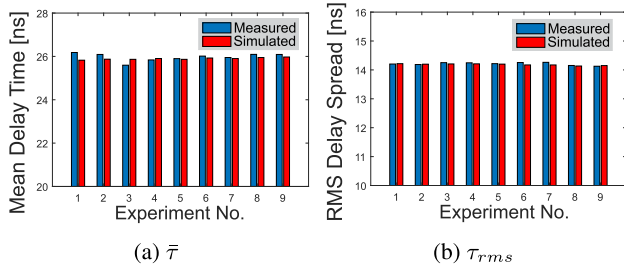 Mean Delay Time [ns]
28
26
24
22
20
Measured
Simulated
1 2 3 4 5 6 7 8 9
Experiment No.
(a) τ̄
RMS Delay Spread [ns]
16
15
14
13
12
11
10
Measured
Simulated
1 2 3 4 5 6 7 8 9
Experiment No.
(b) τrms